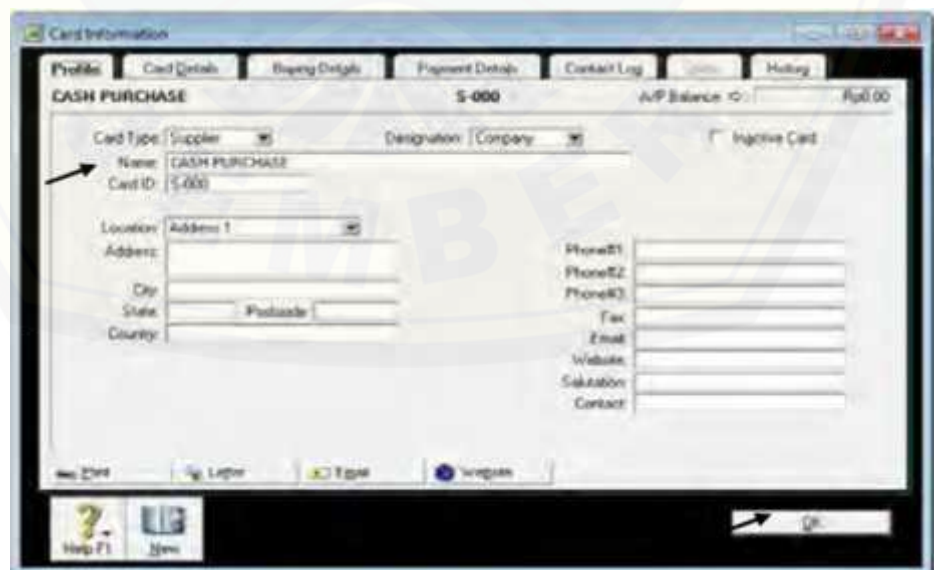 Card Information
Profile Card Details Buying Details Payment Details Contact Log History
CASH PURCHASE S-000 A/P Balance Rp0.00
Card Type: Supplier Designation: Company Inactive Card
Name: CASH PURCHASE
Card ID: S-000
Location: Address 1
Address:
City:
State: Postcode:
Country:
Phone#1:
Phone#2:
Phone#3:
Fax:
Email:
Website:
Salutation:
Contact:
Print Letter Email Website
Help F1 New OK
EMBER